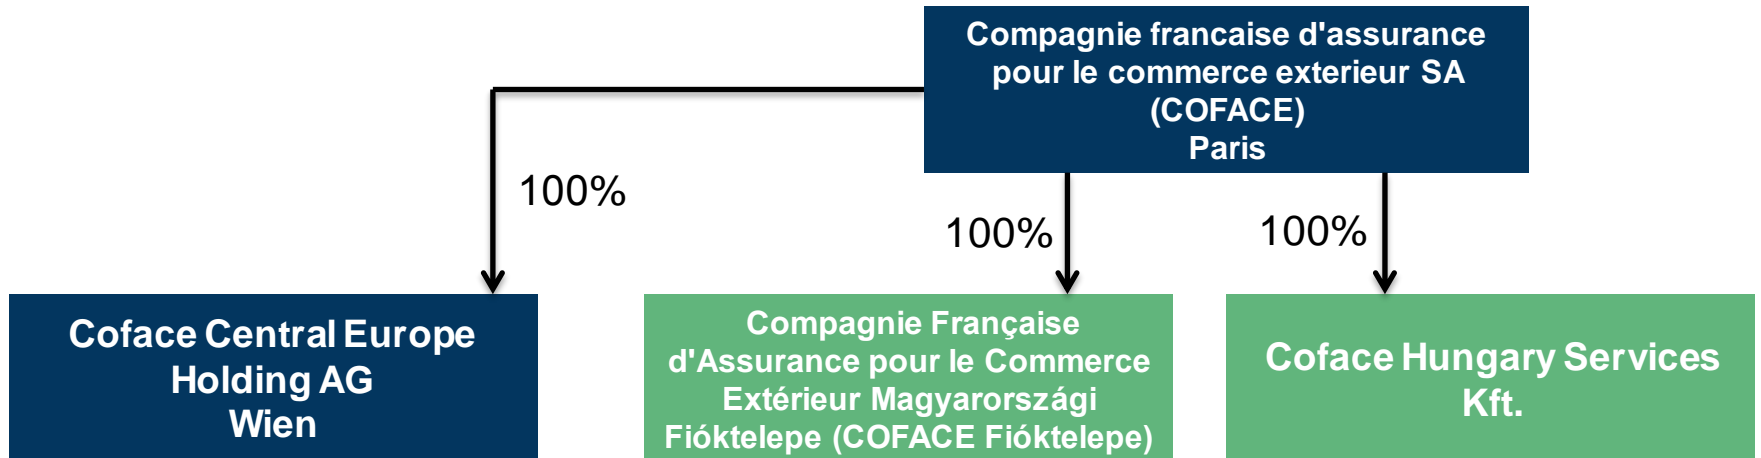 Compagnie francaise d'assurance
pour le commerce exterieur SA
(COFACE)
Paris
100%
100%
100%
Coface Central Europe
Holding AG
Wien
Compagnie Française
d'Assurance pour le Commerce
Extérieur Magyarországi
Fióktelepe (COFACE Fióktelepe)
Coface Hungary Services
Kft.